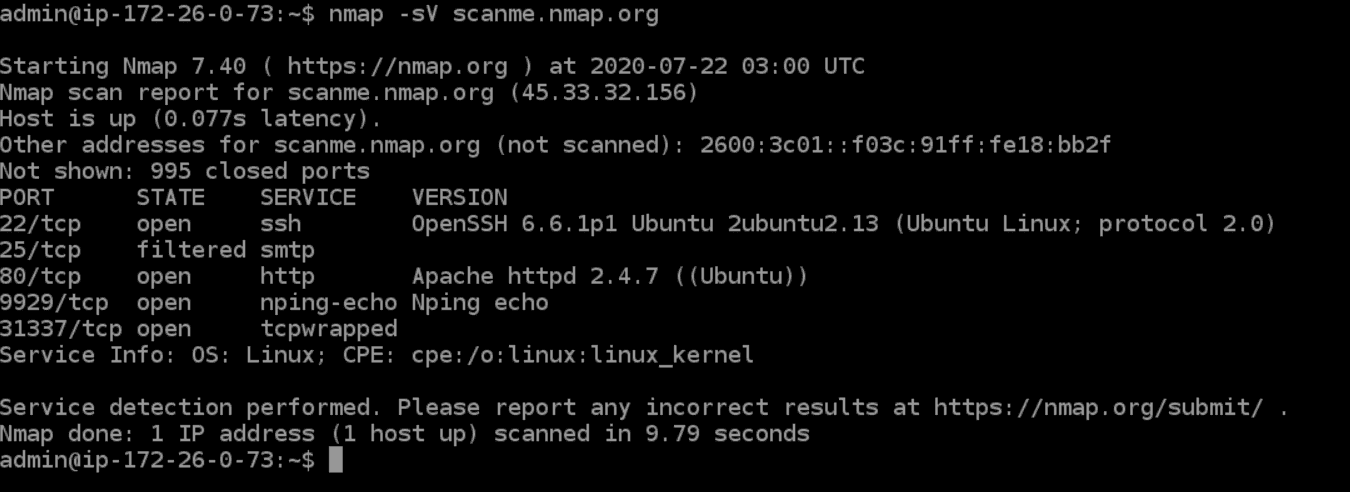 admin@ip-172-26-0-73:~$ nmap -sV scanme.nmap.org
Starting Nmap 7.40 ( https://nmap.org ) at 2020-07-22 03:00 UTC
Nmap scan report for scanme.nmap.org (45.33.32.156)
Host is up (0.077s latency).
Other addresses for scanme.nmap.org (not scanned): 2600:3c01::f03c:91ff:fe18:bb2f
Not shown: 995 closed ports
PORT      STATE    SERVICE    VERSION
22/tcp    open     ssh        OpenSSH 6.6.1p1 Ubuntu 2ubuntu2.13 (Ubuntu Linux; protocol 2.0)
25/tcp    filtered smtp
80/tcp    open     http       Apache httpd 2.4.7 ((Ubuntu))
9929/tcp  open     nping-echo Nping echo
31337/tcp open     tcpwrapped
Service Info: OS: Linux; CPE: cpe:/o:linux:linux_kernel
Service detection performed. Please report any incorrect results at https://nmap.org/submit/ .
Nmap done: 1 IP address (1 host up) scanned in 9.79 seconds
admin@ip-172-26-0-73:~$